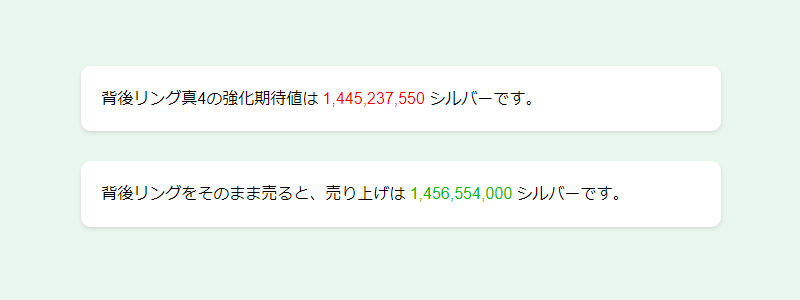 背後リング真4の強化期待値は 1,445,237,550 シルバーです。
背後リングをそのまま売ると、売り上げは 1,456,554,000 シルバーです。